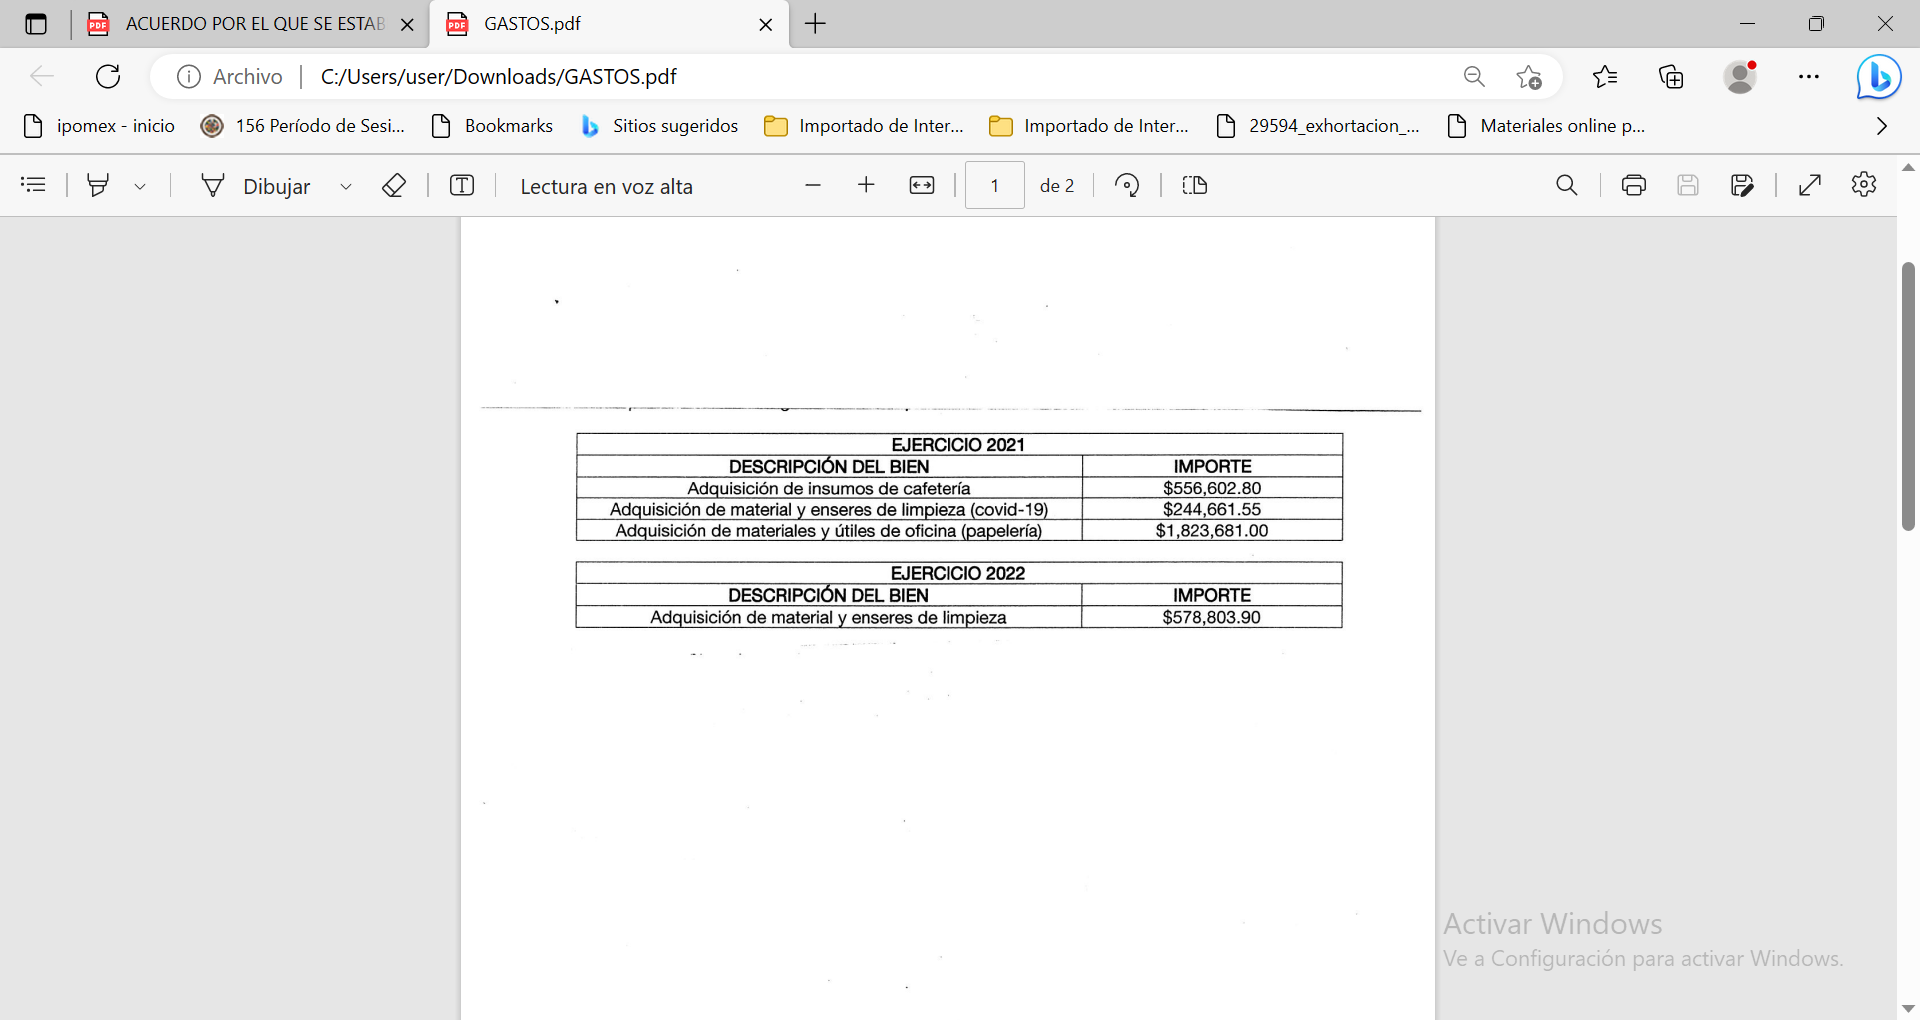 ACUERDO POR EL QUE SE ESTAB
GASTOS.pdf
Archivo
C:/Users/user/Downloads/GASTOS.pdf
ipomex - inicio
156 Período de Sesi...
Bookmarks
Sitios sugeridos
Importado de Inter...
Importado de Inter...
29594_exhortacion_...
Materiales online p...
Dibujar
Lectura en voz alta
1 de 2
EJERCICIO 2021
DESCRIPCIÓN DEL BIEN IMPORTE
Adquisición de insumos de cafetería $556,602.80
Adquisición de material y enseres de limpieza (covid-19) $244,661.55
Adquisición de materiales y útiles de oficina (papelería) $1,823,681.00
EJERCICIO 2022
DESCRIPCIÓN DEL BIEN IMPORTE
Adquisición de material y enseres de limpieza $578,803.90
Activar Windows
Ve a Configuración para activar Windows.